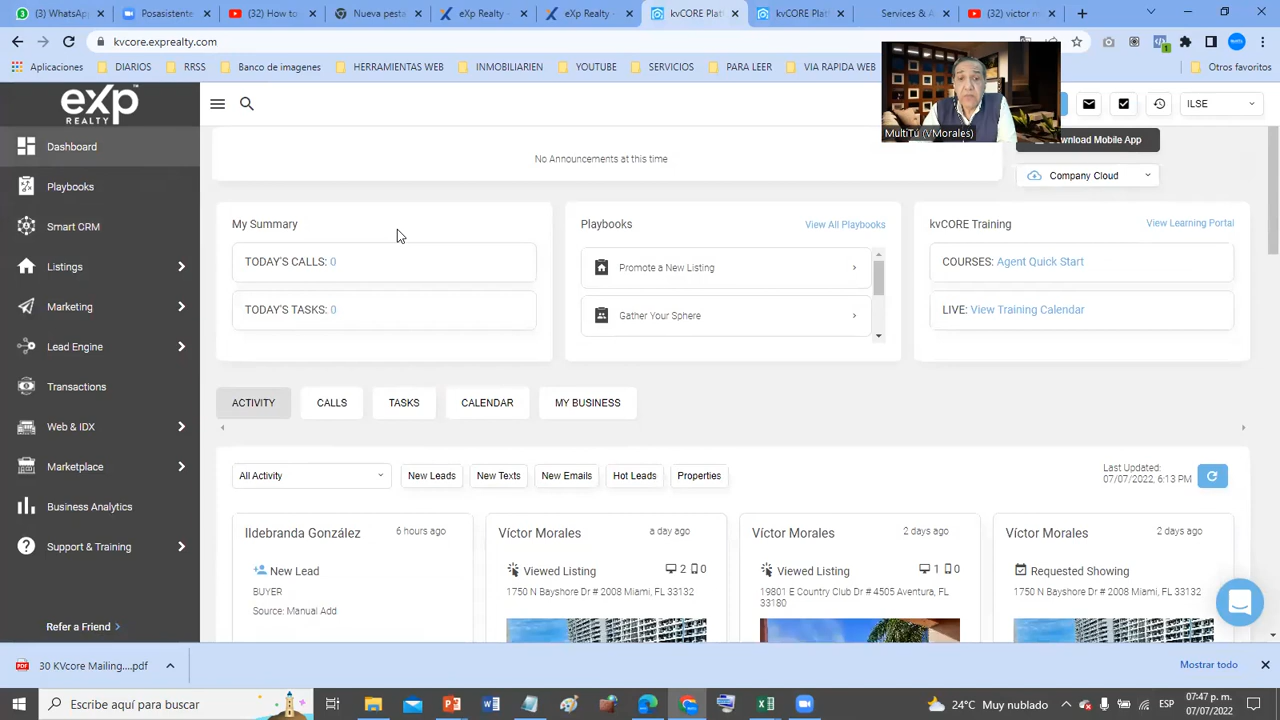 (32) WhatsApp
Posasistente
(32) How To
Nueva pest
eXp Realty -
eXp Realty -
kvCORE Plat
kvCORE Plat
Services & A
(32)view m
kvcore.exprealty.com
Aplicaciones
DIARIOS
RRSS
imagenes
HERRAMIENTAS WEB
INMOBILIARIEN
YOUTUBE
SERVICIOS
PARA LEER
VIA RAPIDA WEB
Otros favoritos
exp
REALTY
ILSE
MultiTú (VMorales)
No Announcements at this time
wnload Mobile App
Company Cloud
Dashboard
Playbooks
Smart CRM
Listings
Marketing
Lead Engine
Transactions
Web & IDX
Marketplace
Business Analytics
Support & Training
Refer a Friend
My Summary
TODAY'S CALLS: 0
TODAY'S TASKS: 0
Playbooks
View All Playbooks
Promote a New Listing
Gather Your Sphere
kvCORE Training
View Learning Portal
COURSES: Agent Quick Start
LIVE: View Training Calendar
ACTIVITY
CALLS
TASKS
CALENDAR
MY BUSINESS
All Activity
New Leads
New Texts
New Emails
Hot Leads
Properties
Last Updated:
07/07/2022, 6:13 PM
Ildebranda González
6 hours ago
New Lead
BUYER
Source: Manual Add
Víctor Morales
a day ago
Viewed Listing
2 0
1750 N Bayshore Dr # 2008 Miami, FL 33132
Víctor Morales
2 days ago
Viewed Listing
1 0
19801 E Country Club Dr # 4505 Aventura, FL
33180
Víctor Morales
2 days ago
Requested Showing
1750 N Bayshore Dr # 2008 Miami, FL 33132
30 KVcore Mailing....pdf
Mostrar todo
Escribe aquí para buscar
24°C Muy nublado
ESP
07:47 p. m.
07/07/2022